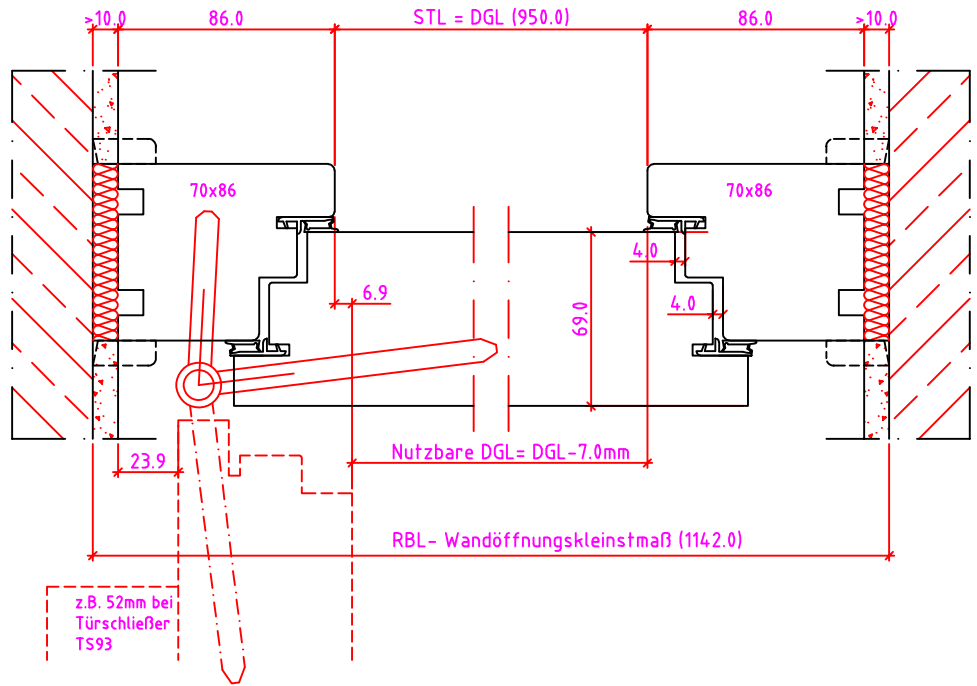 >10.0 86.0 STL = DGL (950.0) 86.0 >10.0
70x86 70x86
4.0
6.9 4.0
69.0
23.9 Nutzbare DGL= DGL-7.0mm
RBL- Wandöffnungskleinstmaß (1142.0)
z.B. 52mm bei
Türschließer
TS93